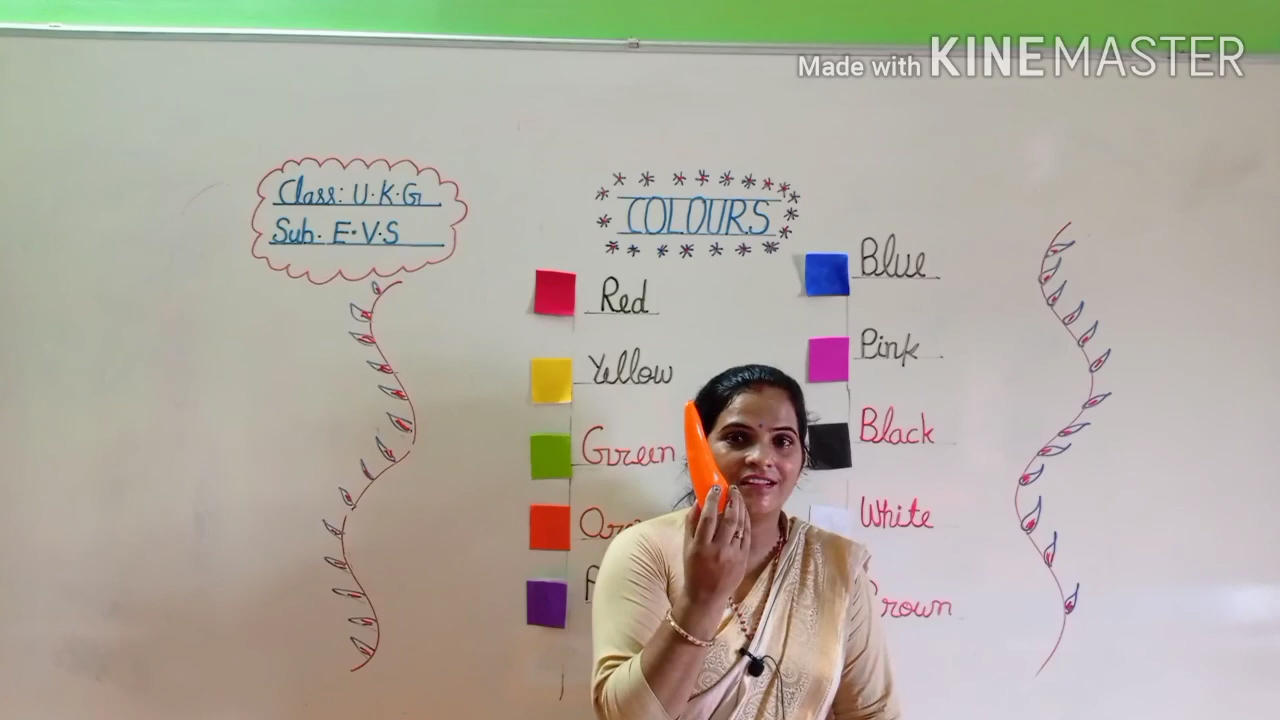 Made with KINEMASTER
Class: U.K.G
Sub. E.V.S
COLOURS
Red
Yellow
Green
Blue
Pink
Black
White